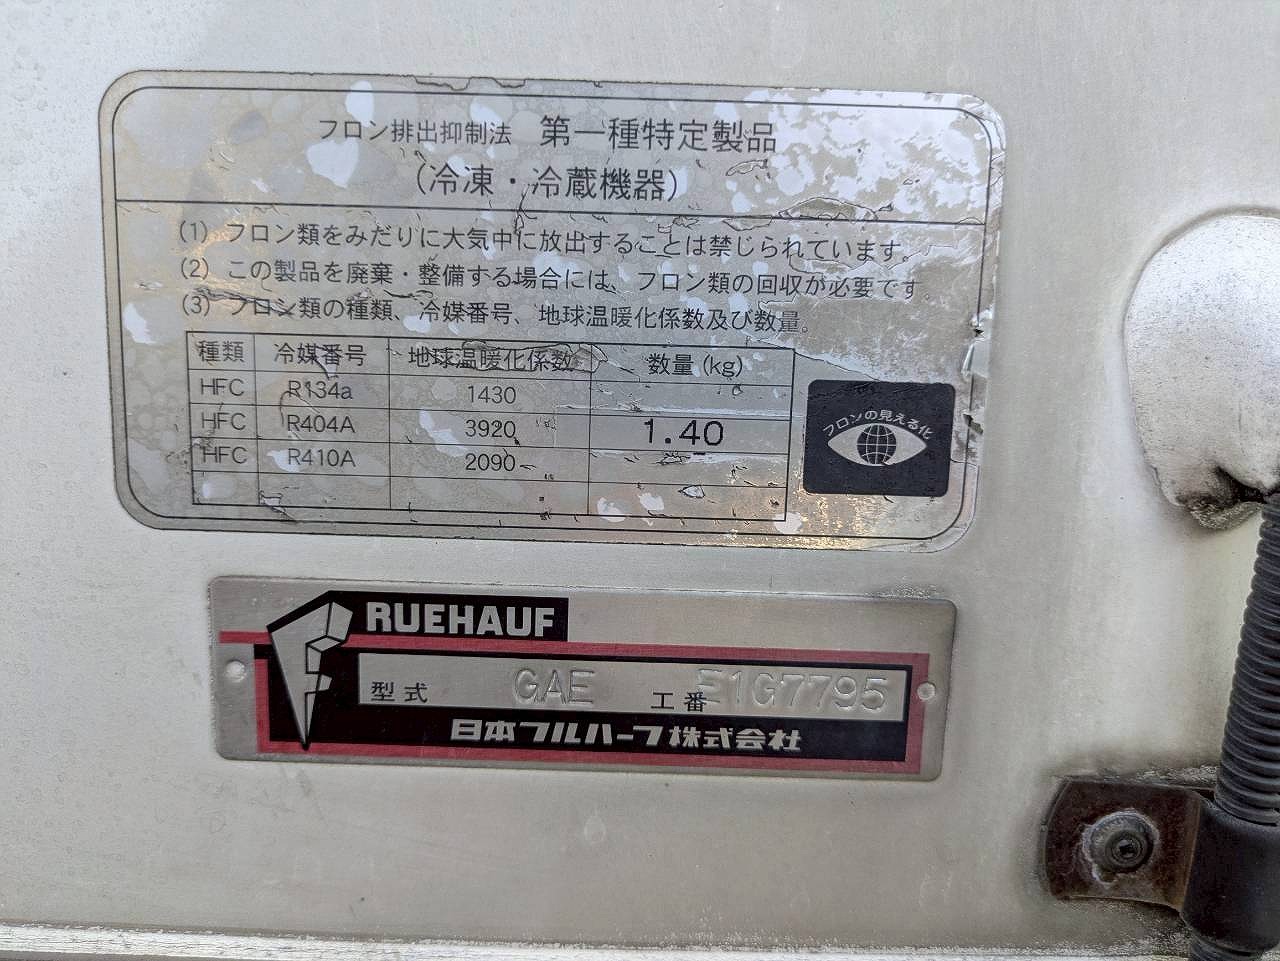 フロン排出抑制法 第一種特定製品
(冷凍・冷蔵機器)
(1) フロン類をみだりに大気中に放出することは禁じられています。
(2) この製品を廃棄・整備する場合には、フロン類の回収が必要です。
(3) フロン類の種類、冷媒番号、地球温暖化係数及び数量。
種類 冷媒番号 地球温暖化係数 数量(kg)
HFC R134a 1430
HFC R404A 3920 1.40
HFC R410A 2090
フロンの見える化
FRUEHAUF
型式 GAE 工番 E1G7795
日本フルハーフ株式会社